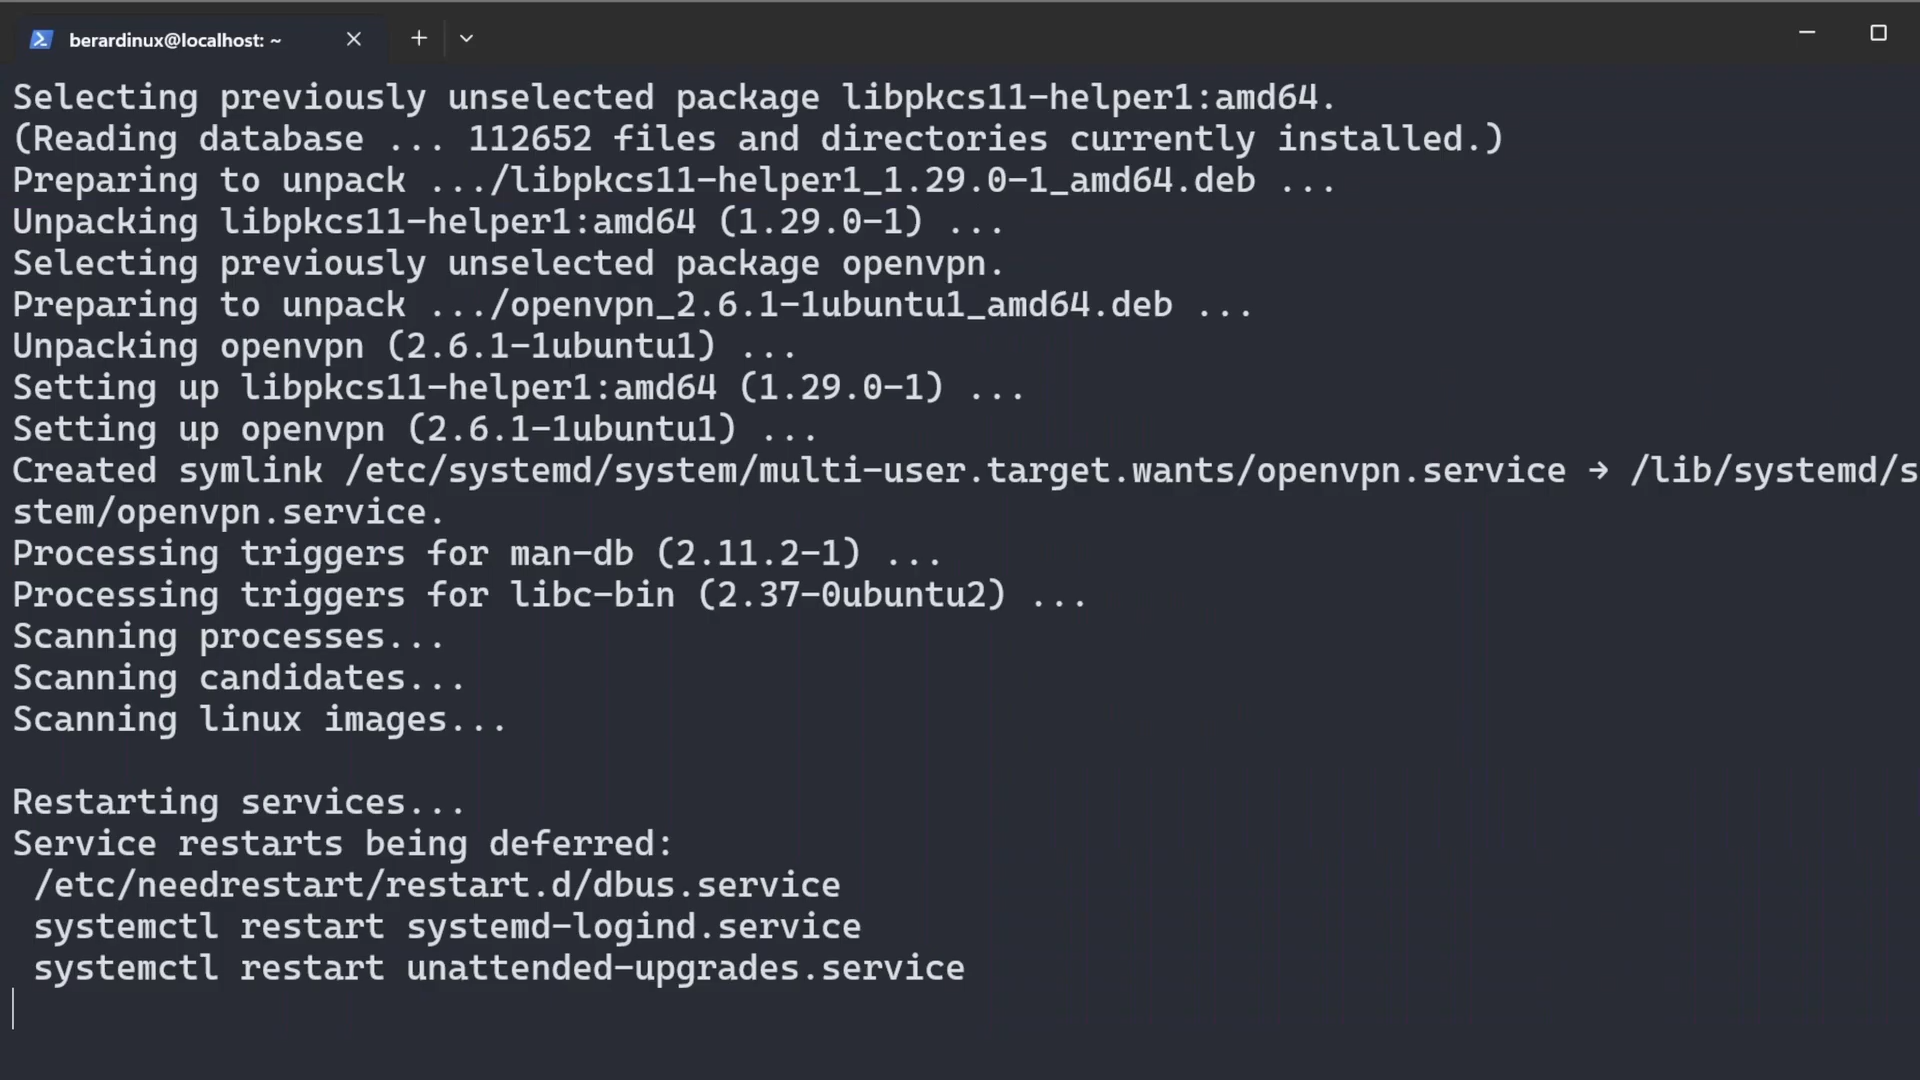 berardinux@localhost: ~
Selecting previously unselected package libpkcs11-helper1:amd64.
(Reading database ... 112652 files and directories currently installed.)
Preparing to unpack .../libpkcs11-helper1_1.29.0-1_amd64.deb ...
Unpacking libpkcs11-helper1:amd64 (1.29.0-1) ...
Selecting previously unselected package openvpn.
Preparing to unpack .../openvpn_2.6.1-1ubuntu1_amd64.deb ...
Unpacking openvpn (2.6.1-1ubuntu1) ...
Setting up libpkcs11-helper1:amd64 (1.29.0-1) ...
Setting up openvpn (2.6.1-1ubuntu1) ...
Created symlink /etc/systemd/system/multi-user.target.wants/openvpn.service → /lib/systemd/s
stem/openvpn.service.
Processing triggers for man-db (2.11.2-1) ...
Processing triggers for libc-bin (2.37-0ubuntu2) ...
Scanning processes...
Scanning candidates...
Scanning linux images...
Restarting services...
Service restarts being deferred:
/etc/needrestart/restart.d/dbus.service
systemctl restart systemd-logind.service
systemctl restart unattended-upgrades.service